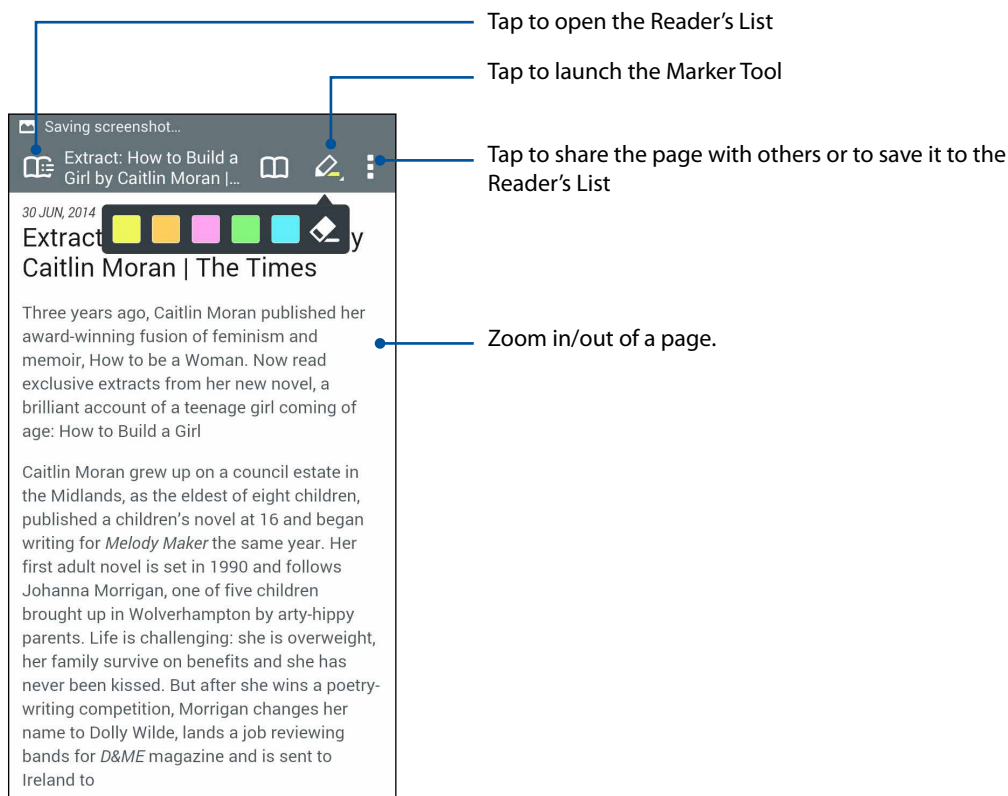 Tap to open the Reader’s List
Tap to launch the Marker Tool
Saving screenshot…
Extract: How to Build a
Girl by Caitlin Moran |…
Tap to share the page with others or to save it to the
Reader’s List
30 JUN, 2014
Extract y
Caitlin Moran | The Times
Three years ago, Caitlin Moran published her
award-winning fusion of feminism and
memoir, How to be a Woman. Now read
exclusive extracts from her new novel, a
brilliant account of a teenage girl coming of
age: How to Build a Girl
Zoom in/out of a page.
Caitlin Moran grew up on a council estate in
the Midlands, as the eldest of eight children,
published a children’s novel at 16 and began
writing for Melody Maker the same year. Her
first adult novel is set in 1990 and follows
Johanna Morrigan, one of five children
brought up in Wolverhampton by arty-hippy
parents. Life is challenging: she is overweight,
her family survive on benefits and she has
never been kissed. But after she wins a poetry-
writing competition, Morrigan changes her
name to Dolly Wilde, lands a job reviewing
bands for D&ME magazine and is sent to
Ireland to